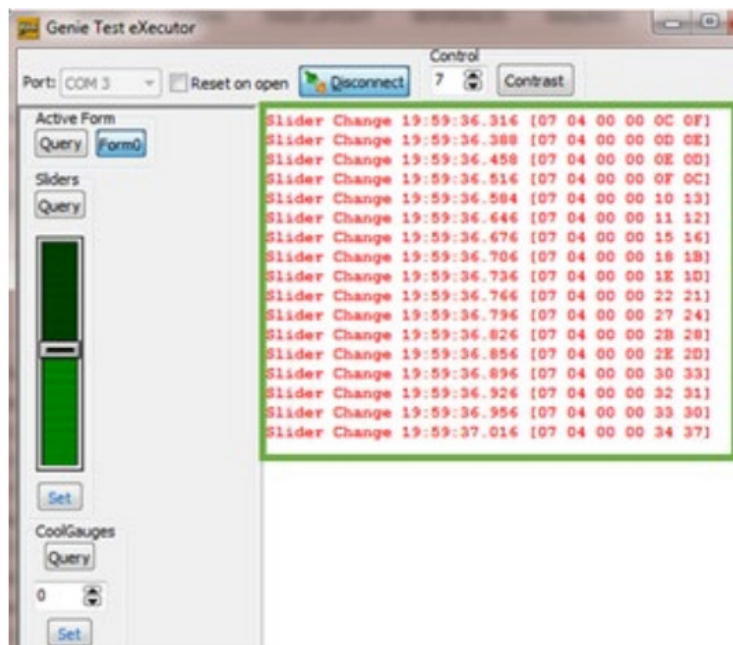 Genie Test eXecutor
Control
Port: COM 3 Reset on open Disconnect 7 Contrast
Active Form
Query Form0
Sliders
Query
Set
CoolGauges
Query
0
Set
Slider Change 19:59:36.316 [07 04 00 00 0C 0F]
Slider Change 19:59:36.388 [07 04 00 00 0D 0E]
Slider Change 19:59:36.458 [07 04 00 00 0E 0D]
Slider Change 19:59:36.516 [07 04 00 00 0F 0C]
Slider Change 19:59:36.584 [07 04 00 00 10 13]
Slider Change 19:59:36.646 [07 04 00 00 11 12]
Slider Change 19:59:36.676 [07 04 00 00 15 16]
Slider Change 19:59:36.706 [07 04 00 00 18 1B]
Slider Change 19:59:36.736 [07 04 00 00 1E 1D]
Slider Change 19:59:36.766 [07 04 00 00 22 21]
Slider Change 19:59:36.796 [07 04 00 00 27 24]
Slider Change 19:59:36.826 [07 04 00 00 2B 28]
Slider Change 19:59:36.856 [07 04 00 00 2E 2D]
Slider Change 19:59:36.896 [07 04 00 00 30 33]
Slider Change 19:59:36.926 [07 04 00 00 32 31]
Slider Change 19:59:36.956 [07 04 00 00 33 30]
Slider Change 19:59:37.016 [07 04 00 00 34 37]